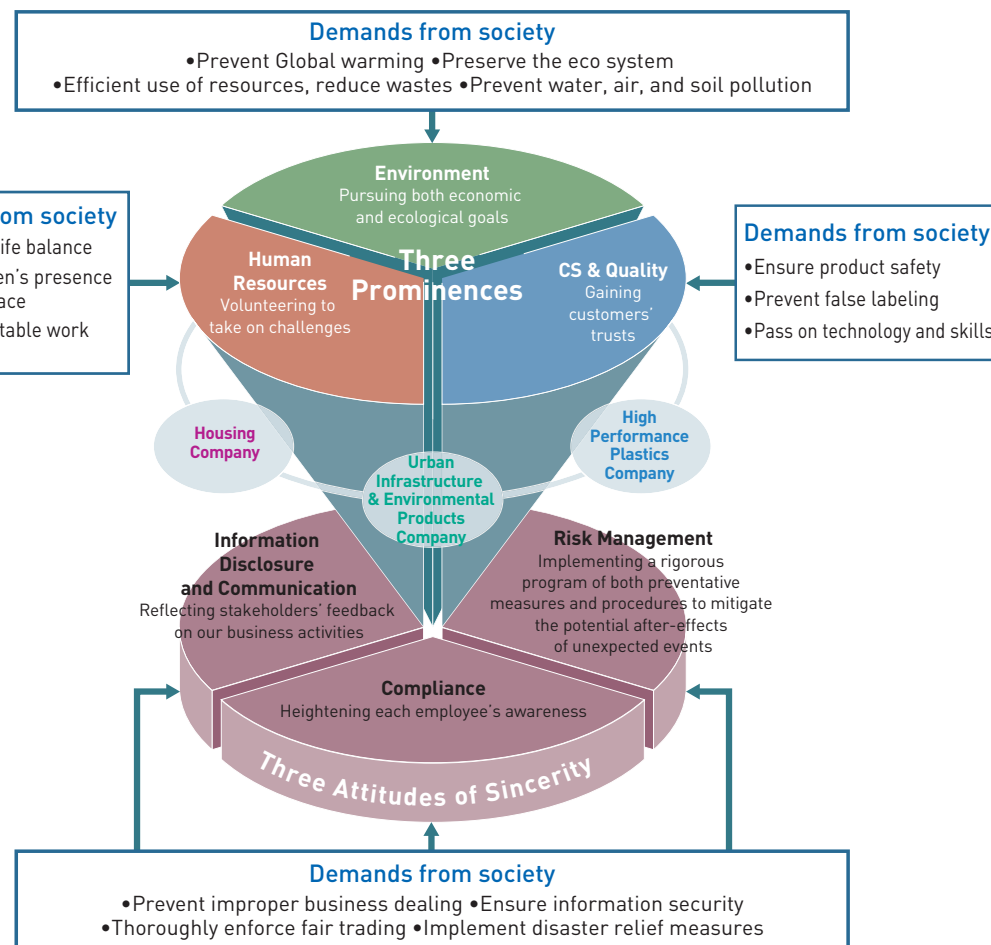 Demands from society
•Prevent Global warming •Preserve the eco system
•Efficient use of resources, reduce wastes •Prevent water, air, and soil pollution
Environment
Pursuing both economic
and ecological goals
om society
ife balance
en's presence
ace
table work
Human
Resources
Volunteering to
take on challenges
Three
Prominences
CS & Quality
Gaining
customers'
trusts
Demands from society
•Ensure product safety
•Prevent false labeling
•Pass on technology and skills
Housing
Company
Urban
Infrastructure
& Environmental
Products
Company
High
Performance
Plastics
Company
Information
Disclosure
and Communication
Reflecting stakeholders' feedback
on our business activities
Risk Management
Implementing a rigorous
program of both preventative
measures and procedures to mitigate
the potential after-effects
of unexpected events
Compliance
Heightening each employee's awareness
Three Attitudes of Sincerity
Demands from society
•Prevent improper business dealing •Ensure information security
•Thoroughly enforce fair trading •Implement disaster relief measures